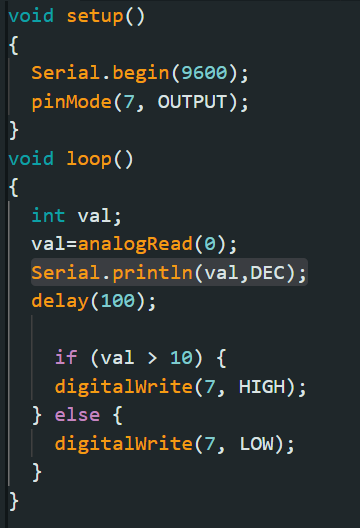 void setup()
{
  Serial.begin(9600);
  pinMode(7, OUTPUT);
}
void loop()
{
  int val;
  val=analogRead(0);
  Serial.println(val,DEC);
  delay(100);

    if (val > 10) {
    digitalWrite(7, HIGH);
  } else {
    digitalWrite(7, LOW);
  }
}